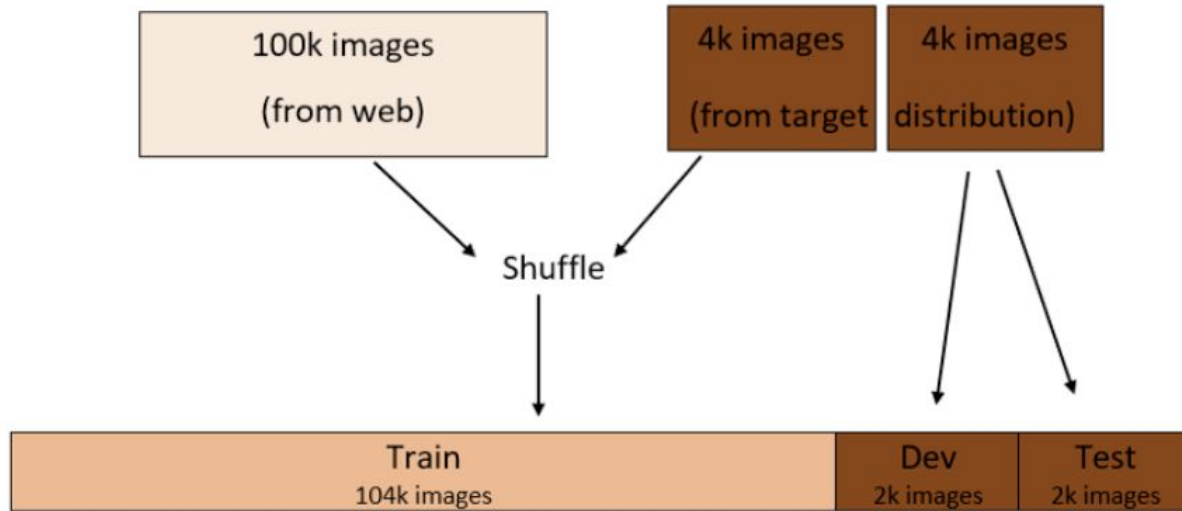 100k images
(from web)
4k images
(from target
4k images
distribution)
Shuffle
Train
104k images
Dev
2k images
Test
2k images